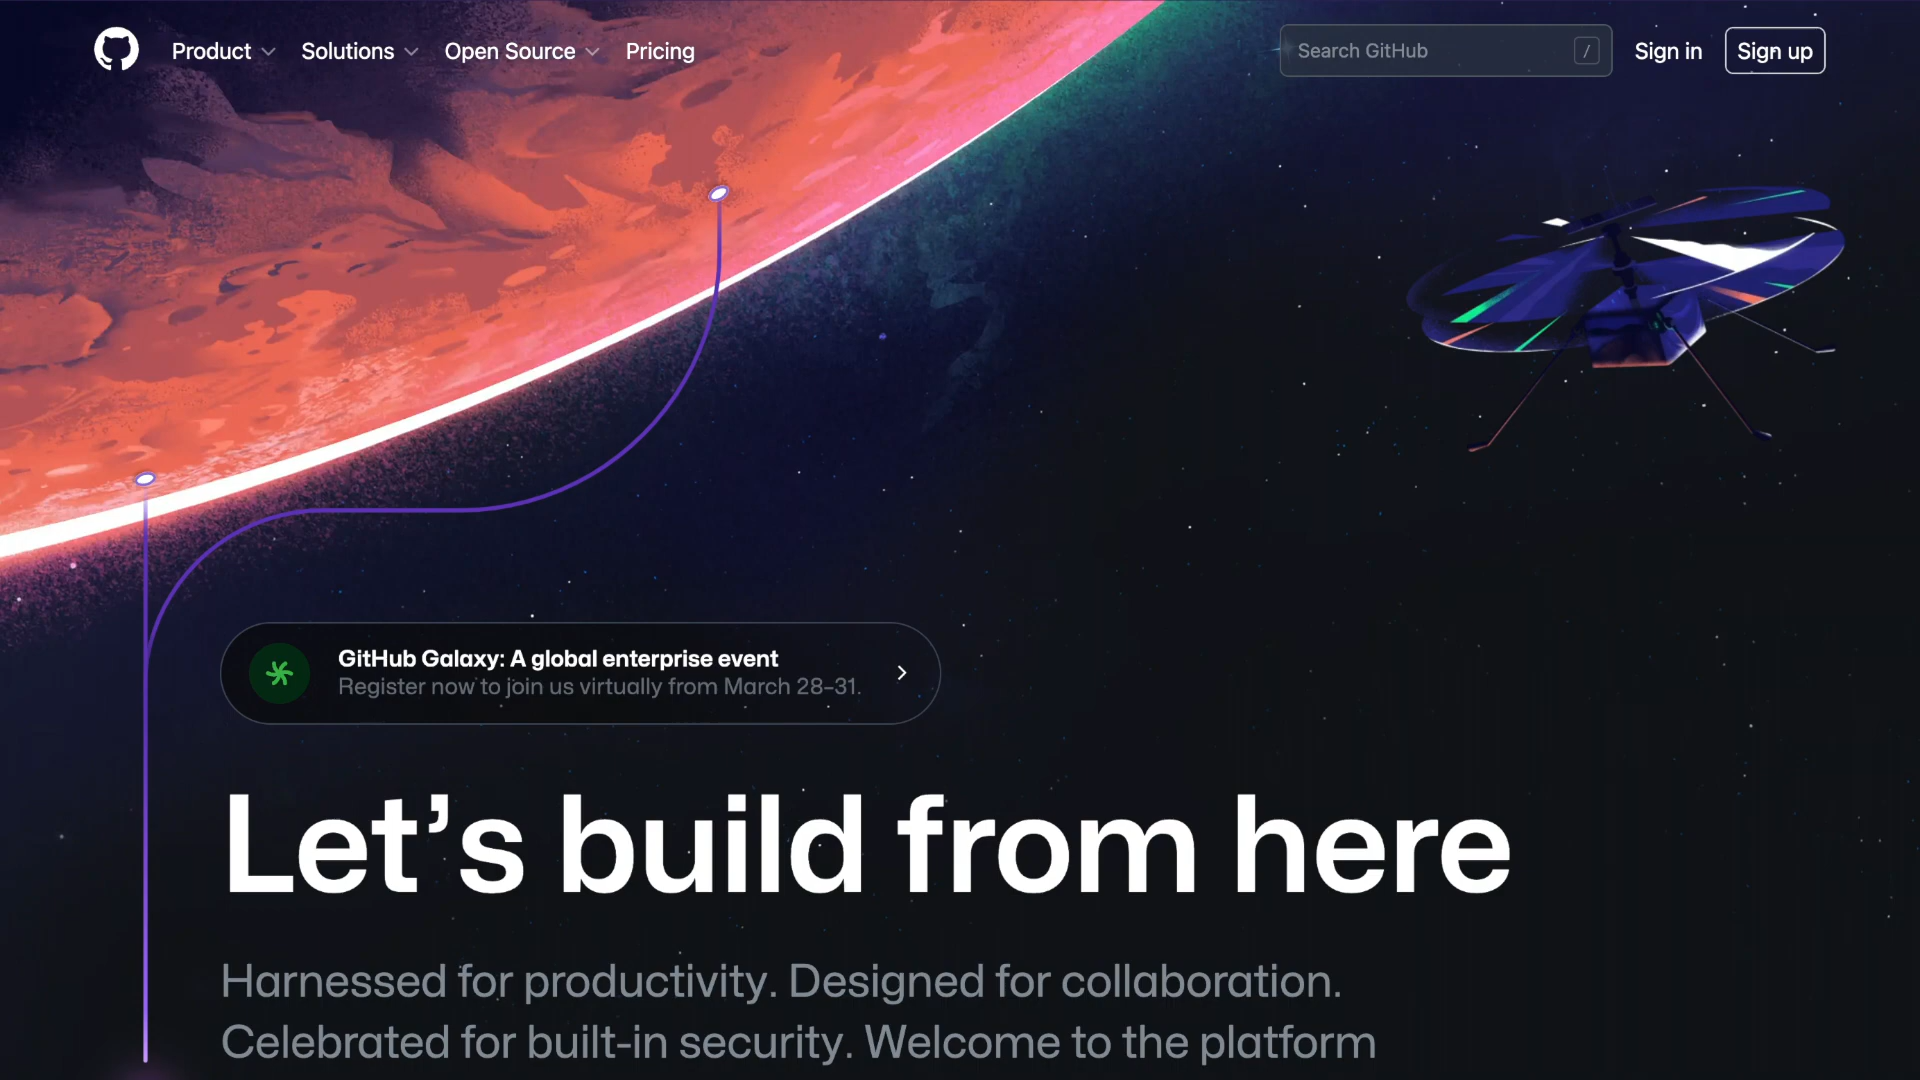 Product
Solutions
Open Source
Pricing
Search GitHub
/
Sign in
Sign up
GitHub Galaxy: A global enterprise event
Register now to join us virtually from March 28–31.
Let’s build from here
Harnessed for productivity. Designed for collaboration.
Celebrated for built-in security. Welcome to the platform